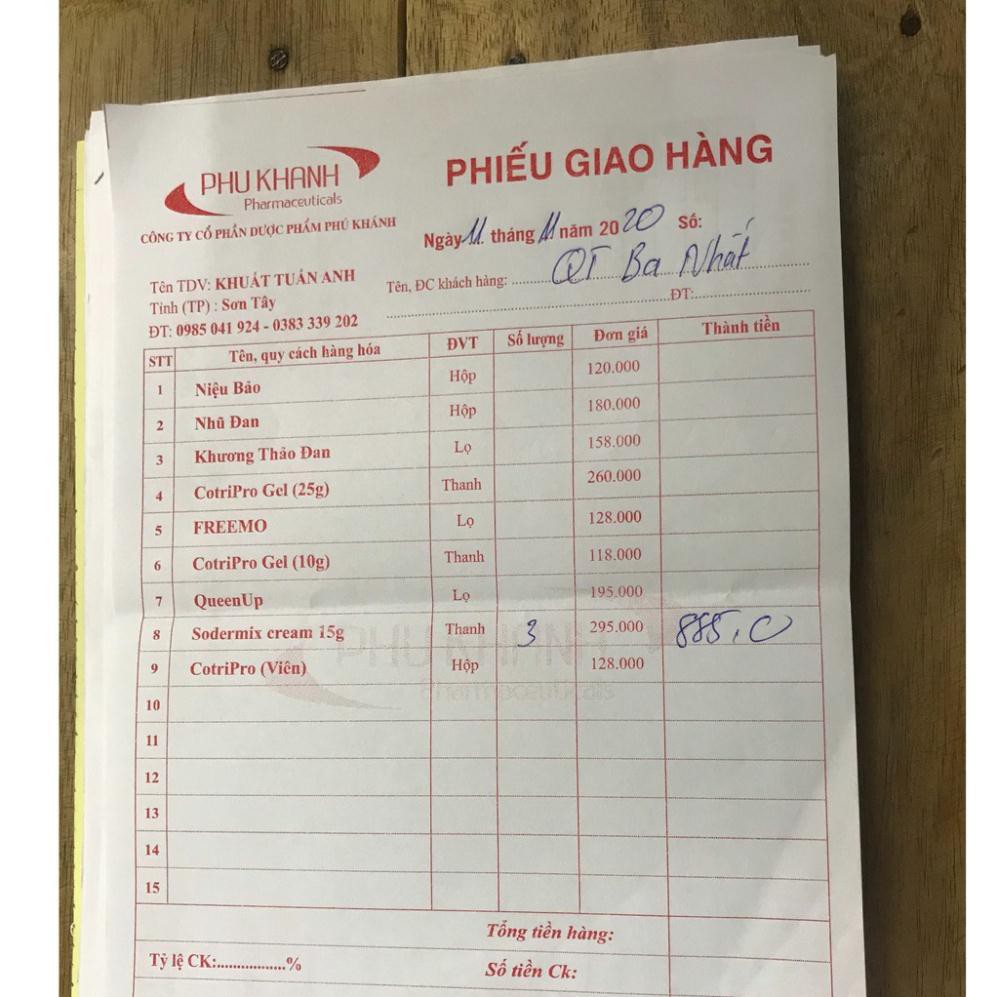 PHU KHANH
Pharmaceuticals
CÔNG TY CỔ PHẦN DƯỢC PHẨM PHÚ KHÁNH
PHIẾU GIAO HÀNG
Ngày 11 tháng 11 năm 2020 Số:
Tên TDV: KHUẤT TUẤN ANH
Tỉnh (TP) : Sơn Tây
ĐT: 0985 041 924 - 0383 339 202
Tên, ĐC khách hàng: QT Ba Nhất
ĐT:
STT Tên, quy cách hàng hóa ĐVT Số lượng Đơn giá Thành tiền
1 Niệu Bảo Hộp 120.000
2 Nhũ Đan Hộp 180.000
3 Khương Thảo Đan Lọ 158.000
4 CotriPro Gel (25g) Thanh 260.000
5 FREEMO Lọ 128.000
6 CotriPro Gel (10g) Thanh 118.000
7 QueenUp Lọ 195.000
8 Sodermix cream 15g Thanh 3 295.000 885,0
9 CotriPro (Viên) Hộp 128.000
PHU KHANH
Pharmaceuticals
10
11
12
13
14
15
Tổng tiền hàng:
Tỷ lệ CK:.................% Số tiền Ck: